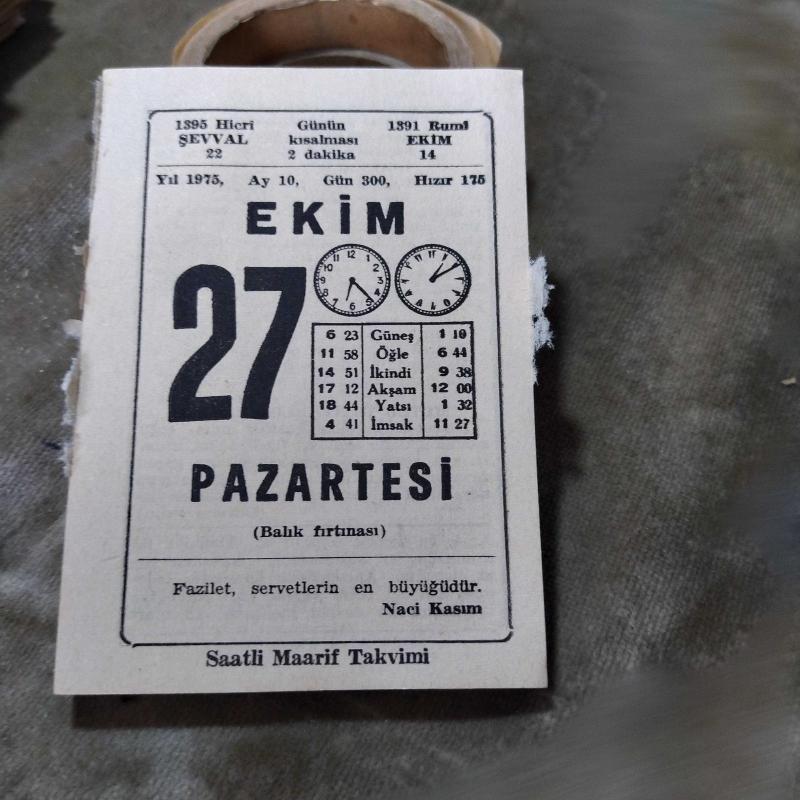 1395 Hicrî Günün 1391 Rumî
ŞEVVAL kısalması EKİM
22 2 dakika 14
Yıl 1975, Ay 10, Gün 300, Hızır 175
EKİM
27
6 23 Güneş 1 10
11 58 Öğle 6 44
14 51 İkindi 9 38
17 12 Akşam 12 00
18 44 Yatsı 1 32
4 41 İmsak 11 27
PAZARTESİ
(Balık fırtınası)
Fazilet, servetlerin en büyüğüdür.
Naci Kasım
Saatli Maarif Takvimi